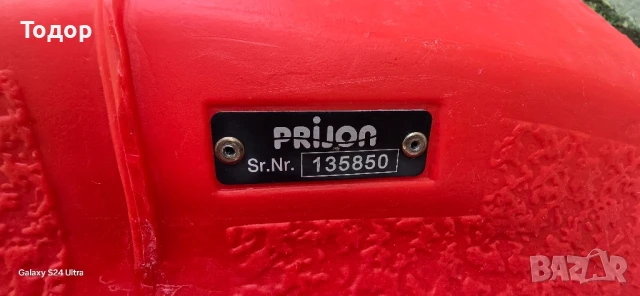 Тодор
PRIJON
Sr.Nr. 135850
Galaxy S24 Ultra
BAZAR